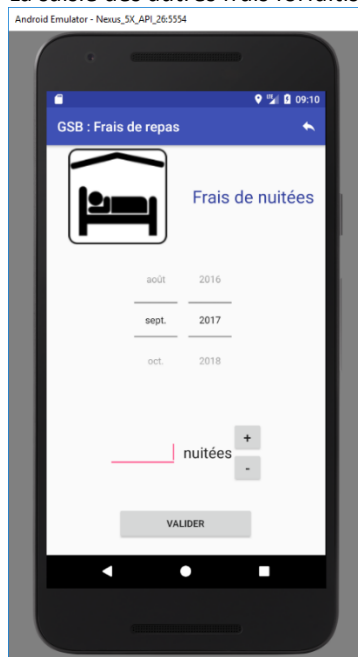 Android Emulator - Nexus_5X_API_26:5554
09:10
GSB : Frais de repas
Frais de nuitées
août 2016
sept. 2017
oct. 2018
nuitées
+
-
VALIDER